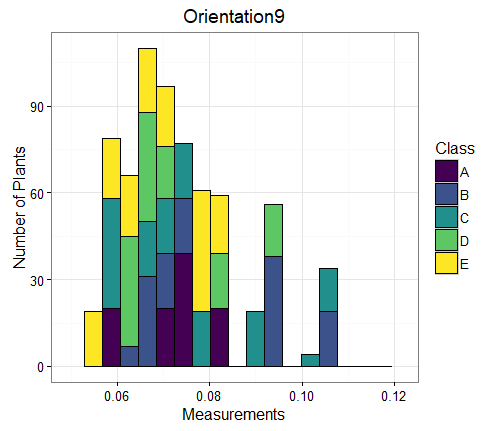 Orientation9
Number of Plants
90
60
30
0
0.06 0.08 0.10 0.12
Measurements
Class
A
B
C
D
E